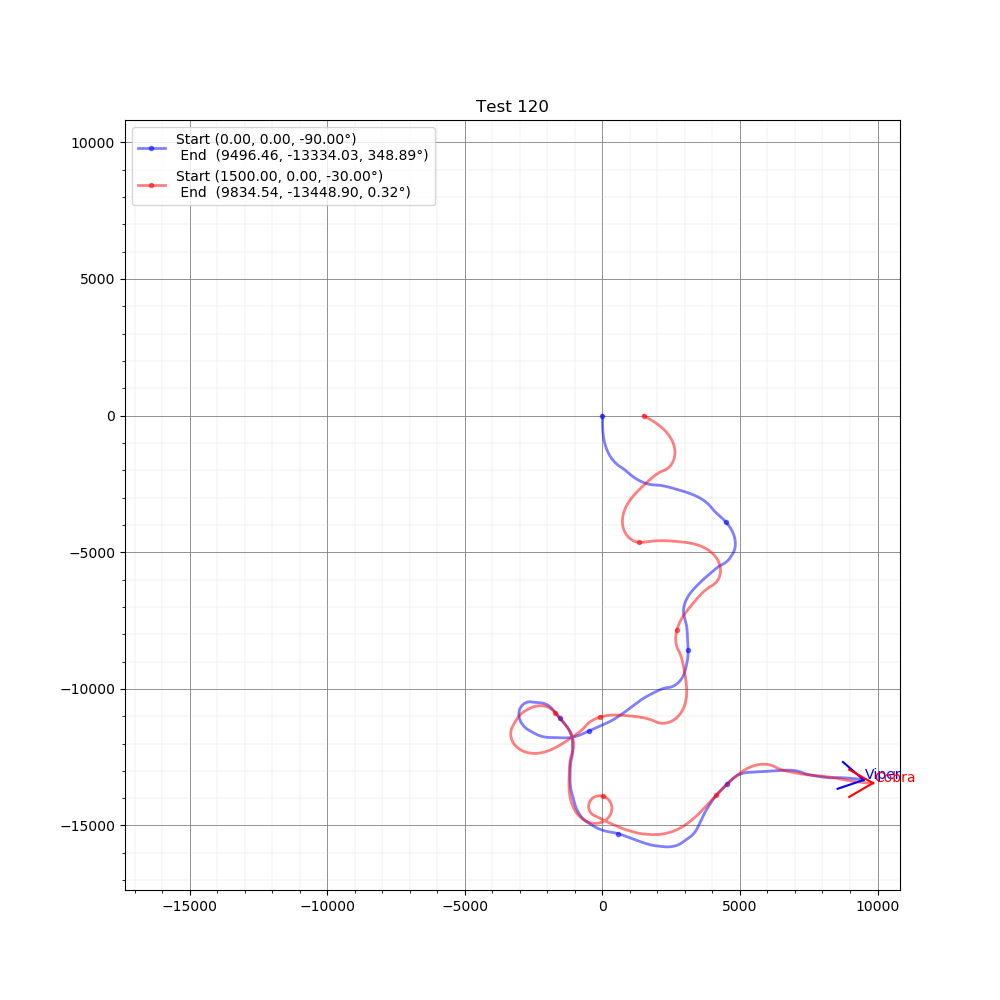 Test 120
Start (0.00, 0.00, -90.00°)
End (9496.46, -13334.03, 348.89°)
Start (1500.00, 0.00, -30.00°)
End (9834.54, -13448.90, 0.32°)
10000
5000
0
−5000
−10000
−15000
Viper
Cobra
−15000
−10000
−5000
0
5000
10000